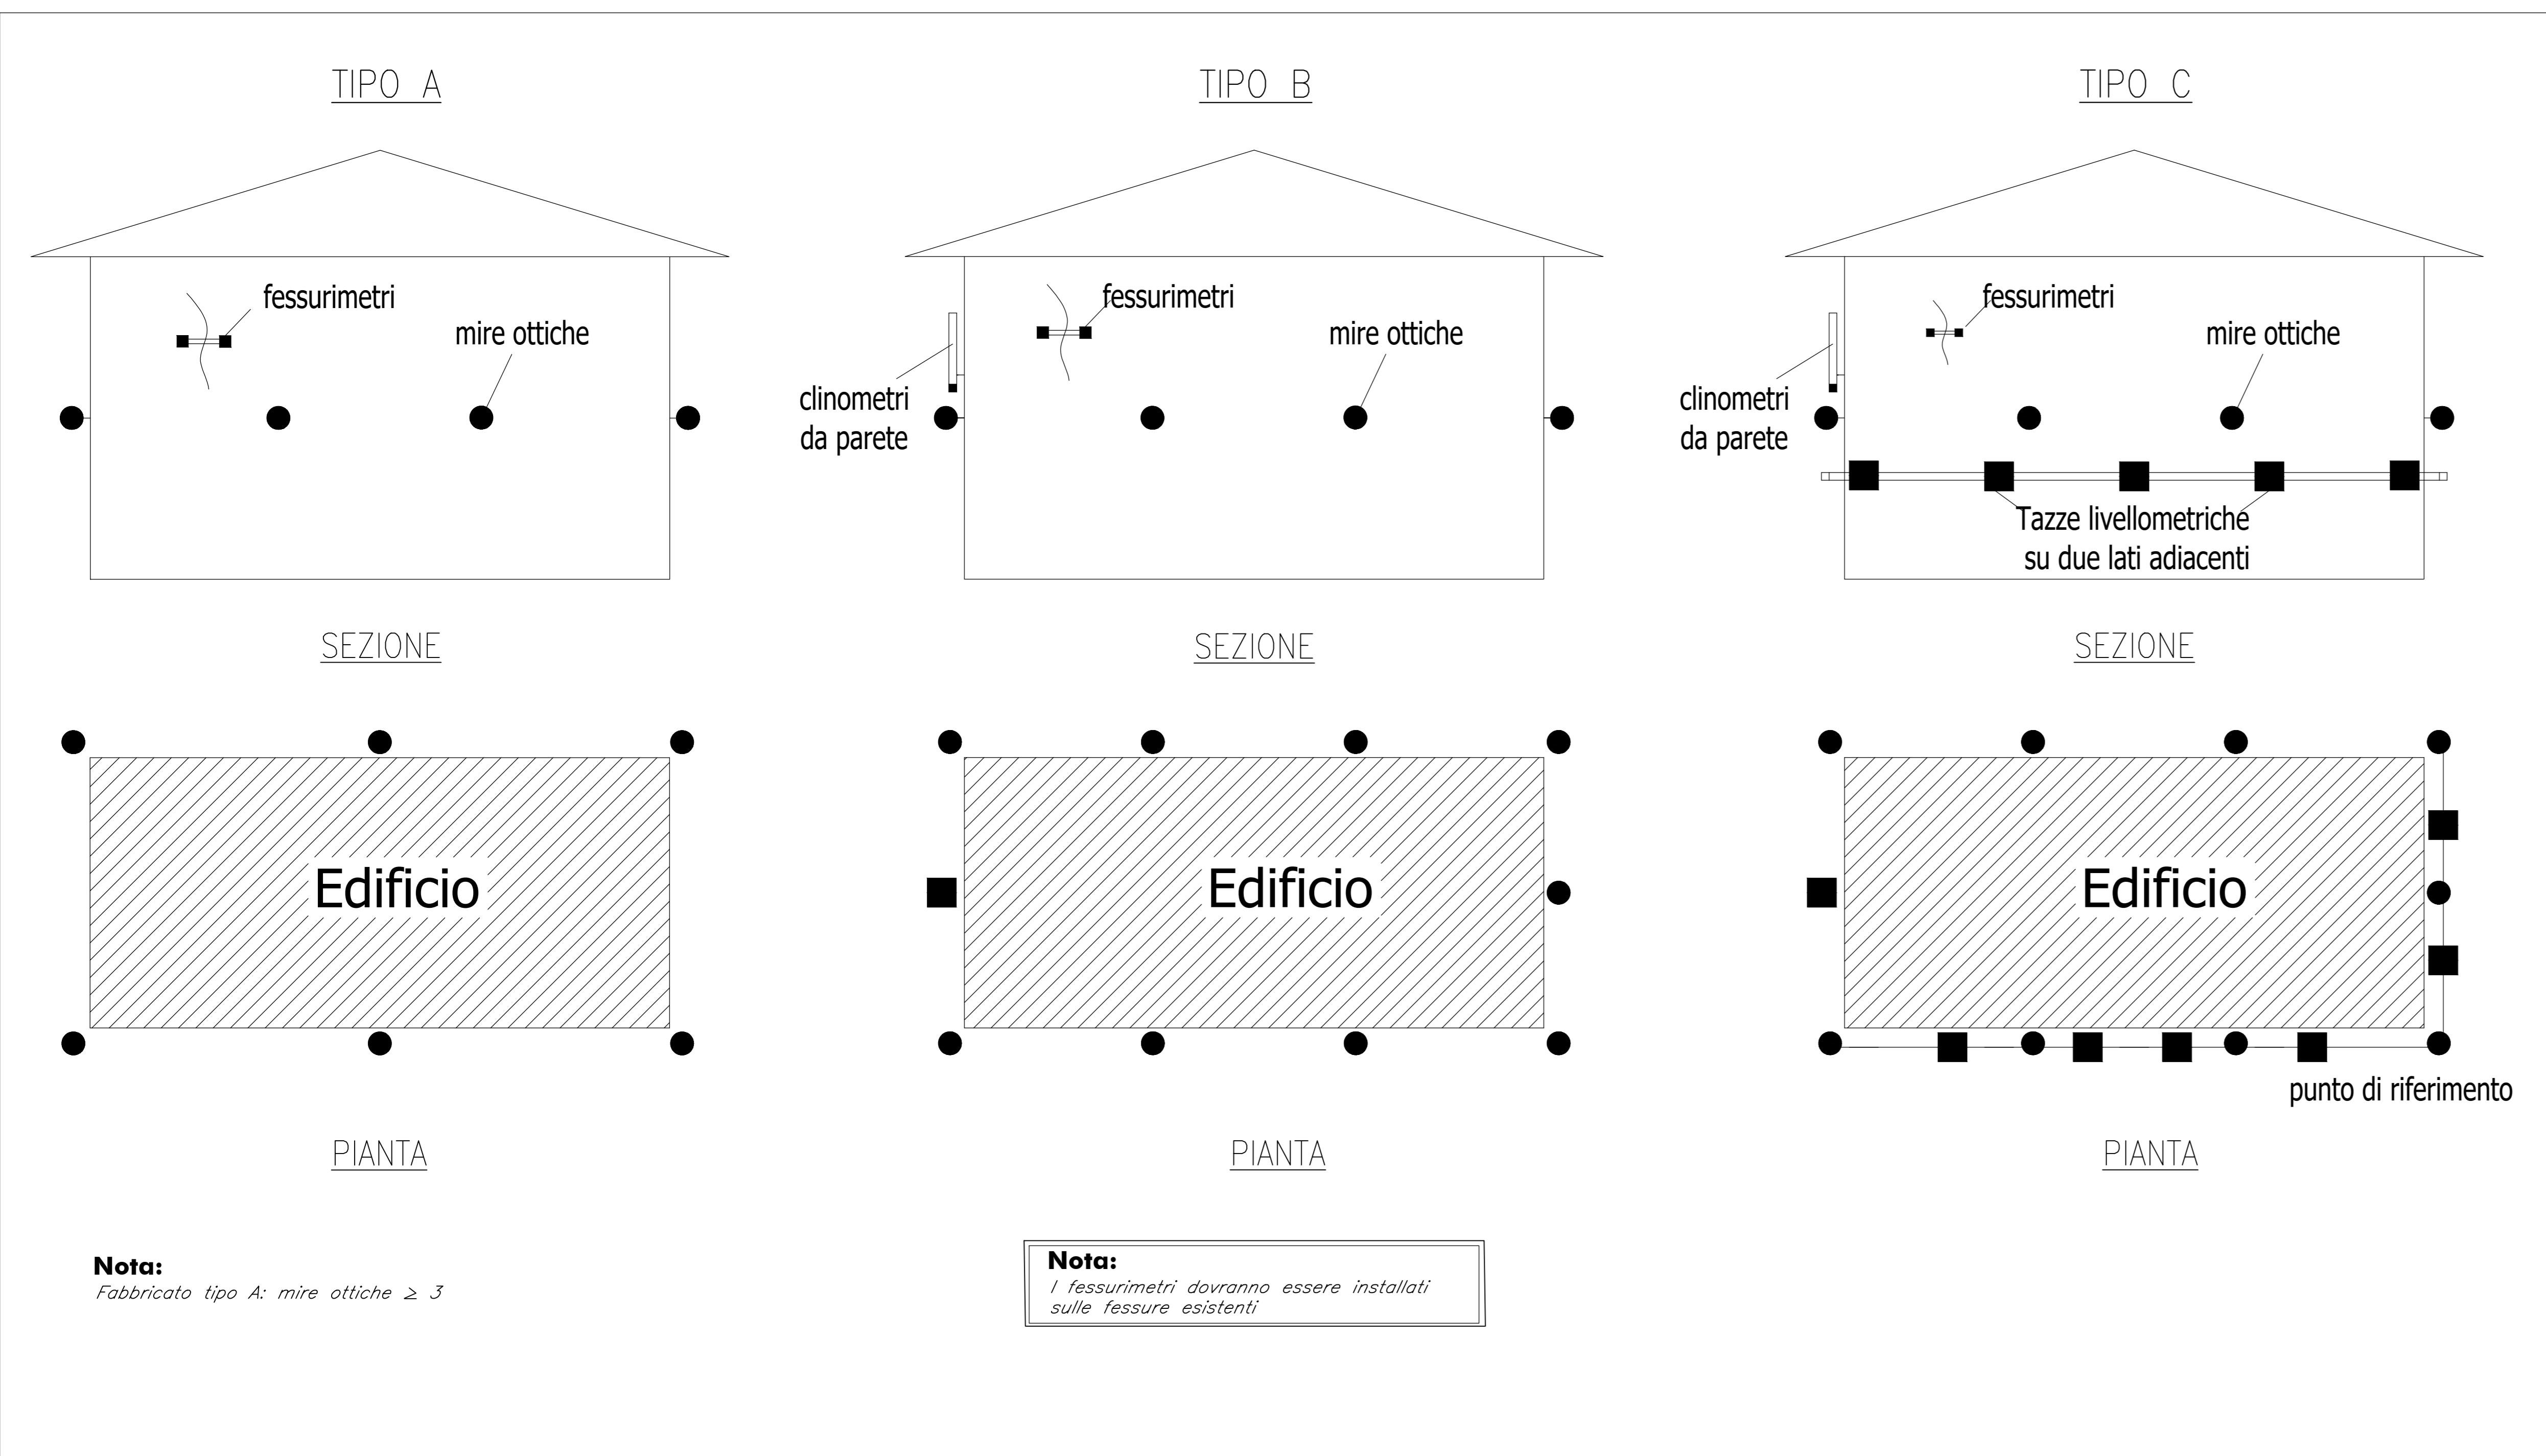 TIPO A
TIPO B
TIPO C
fessurimetri
mire ottiche
fessurimetri
mire ottiche
clinometri
da parete
fessurimetri
mire ottiche
clinometri
da parete
Tazze livellometriche
su due lati adiacenti
SEZIONE
SEZIONE
SEZIONE
Edificio
Edificio
Edificio
punto di riferimento
PIANTA
PIANTA
PIANTA
Nota:
Fabbricato tipo A: mire ottiche ≥ 3
Nota:
I fessurimetri dovranno essere installati
sulle fessure esistenti